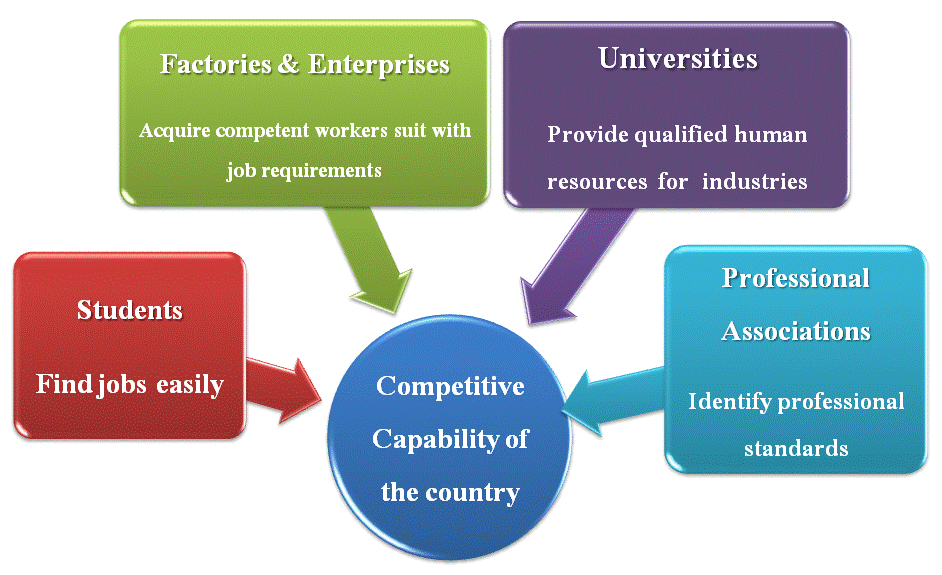 Factories & Enterprises
Acquire competent workers suit with
job requirements
Universities
Provide qualified human
resources for industries
Students
Find jobs easily
Professional
Associations
Identify professional
standards
Competitive
Capability of
the country